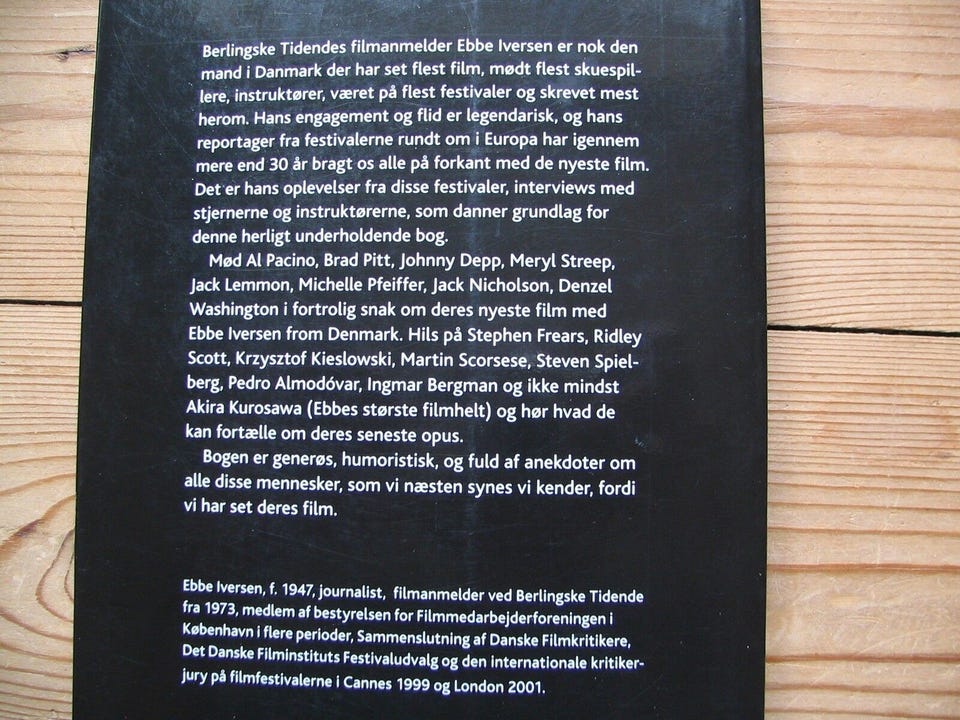 Berlingske Tidendes filmanmelder Ebbe Iversen er nok den
mand i Danmark der har set flest film, mødt flest skuespil-
lere, instruktører, været på flest festivaler og skrevet mest
herom. Hans engagement og flid er legendarisk, og hans
reportager fra festivalerne rundt om i Europa har igennem
mere end 30 år bragt os alle på forkant med de nyeste film.
Det er hans oplevelser fra disse festivaler, interviews med
stjernerne og instruktørerne, som danner grundlag for
denne herligt underholdende bog.
Mød Al Pacino, Brad Pitt, Johnny Depp, Meryl Streep,
Jack Lemmon, Michelle Pfeiffer, Jack Nicholson, Denzel
Washington i fortrolig snak om deres nyeste film med
Ebbe Iversen from Denmark. Hils på Stephen Frears, Ridley
Scott, Krzysztof Kieslowski, Martin Scorsese, Steven Spiel-
berg, Pedro Almodóvar, Ingmar Bergman og ikke mindst
Akira Kurosawa (Ebbes største filmhelt) og hør hvad de
kan fortælle om deres seneste opus.
Bogen er generøs, humoristisk, og fuld af anekdoter om
alle disse mennesker, som vi næsten synes vi kender, fordi
vi har set deres film.
Ebbe Iversen, f. 1947, journalist, filmanmelder ved Berlingske Tidende
fra 1973, medlem af bestyrelsen for Filmmedarbejderforeningen i
København i flere perioder, Sammenslutning af Danske Filmkritikere,
Det Danske Filminstituts Festivaludvalg og den internationale kritiker-
jury på filmfestivalerne i Cannes 1999 og London 2001.